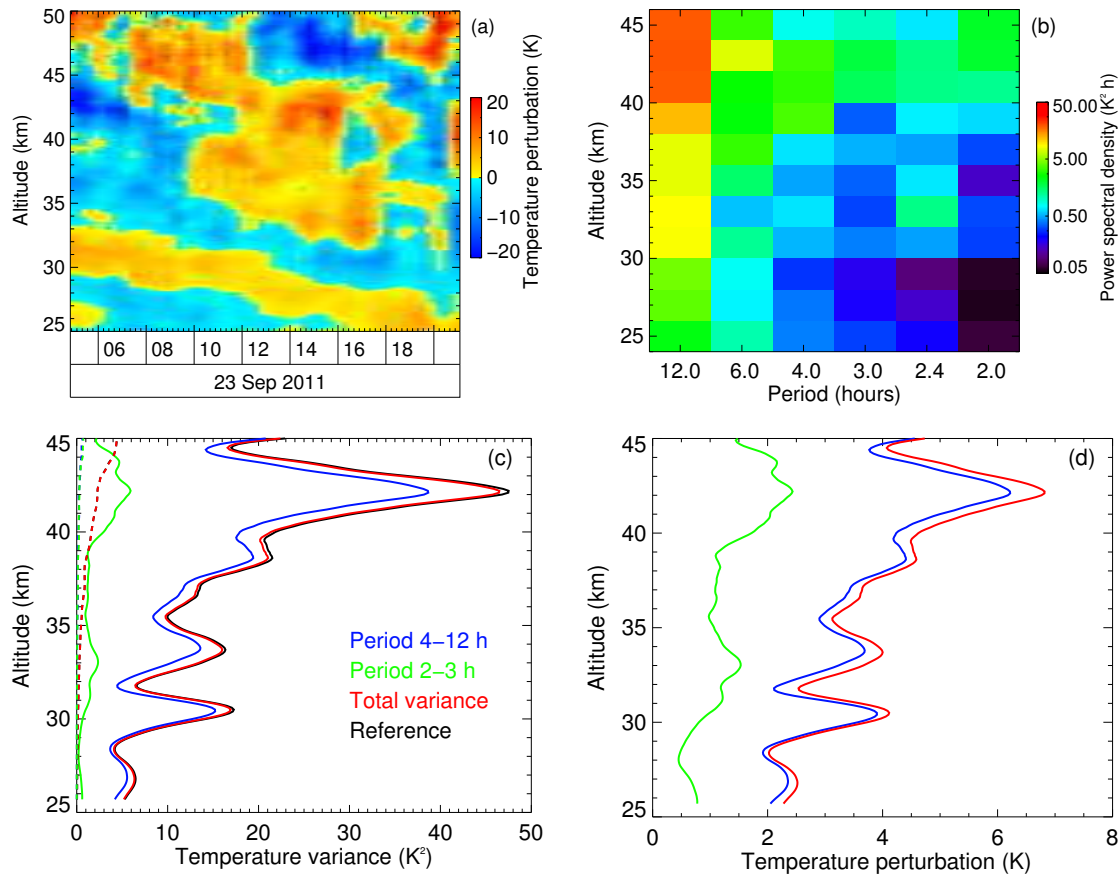 (a)
50
45
40
35
30
25
Altitude (km)
06 08 10 12 14 16 18
23 Sep 2011
20
10
0
−10
−20
Temperature perturbation (K)
(b)
45
40
35
30
25
Altitude (km)
12.0 6.0 4.0 3.0 2.4 2.0
Period (hours)
50.00
5.00
0.50
0.05
Power spectral density (K² h)
(c)
45
40
35
30
25
Altitude (km)
Period 4−12 h
Period 2−3 h
Total variance
Reference
0 10 20 30 40 50
Temperature variance (K²)
(d)
45
40
35
30
25
Altitude (km)
0 2 4 6 8
Temperature perturbation (K)